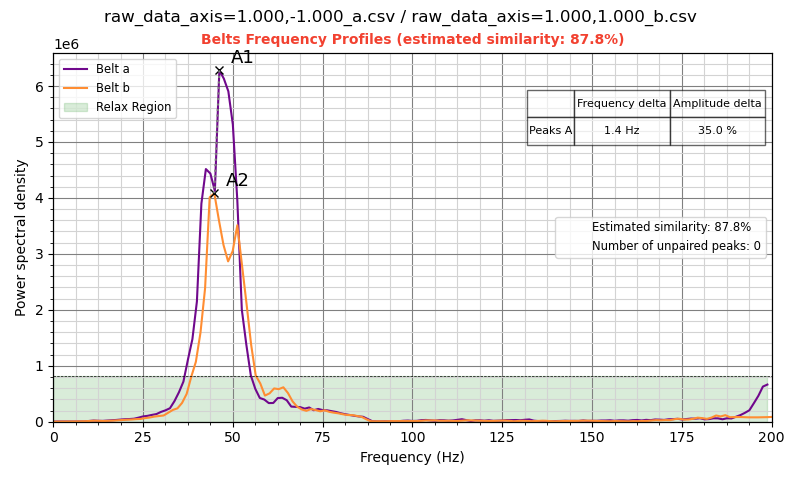 raw_data_axis=1.000,-1.000_a.csv / raw_data_axis=1.000,1.000_b.csv
Belts Frequency Profiles (estimated similarity: 87.8%)
1e6
A1
Belt a
Belt b
Relax Region
Frequency delta Amplitude delta
Peaks A 1.4 Hz 35.0 %
A2
Estimated similarity: 87.8%
Number of unpaired peaks: 0
Power spectral density
6
5
4
3
2
1
0
0 25 50 75 100 125 150 175 200
Frequency (Hz)